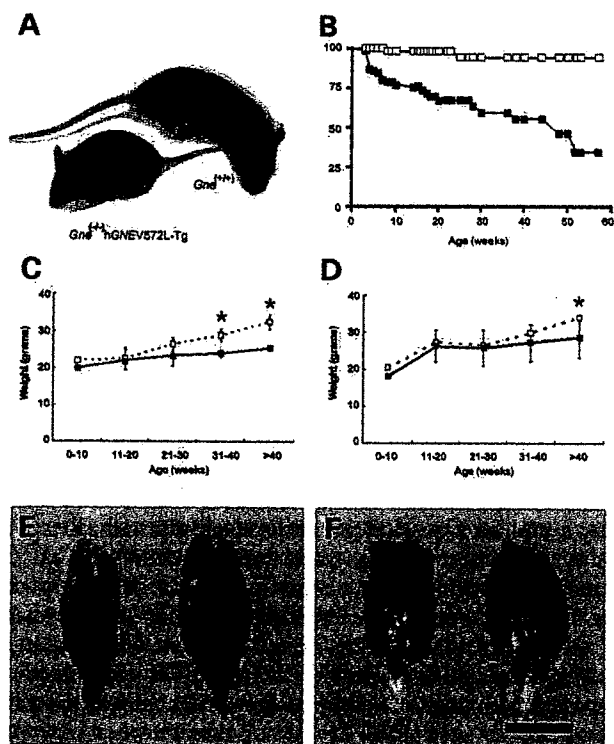 A
Gne(+/+)
Gne(-/-)hGNEV572L-Tg
B
100
75
50
25
0
0 10 20 30 40 50 60
Age (weeks)
C
Weight (grams)
40
30
20
10
0
0-10 11-20 21-30 31-40 >40
Age (weeks)
*
*
D
Weight (grams)
40
30
20
10
0
0-10 11-20 21-30 31-40 >40
Age (weeks)
*
E
F